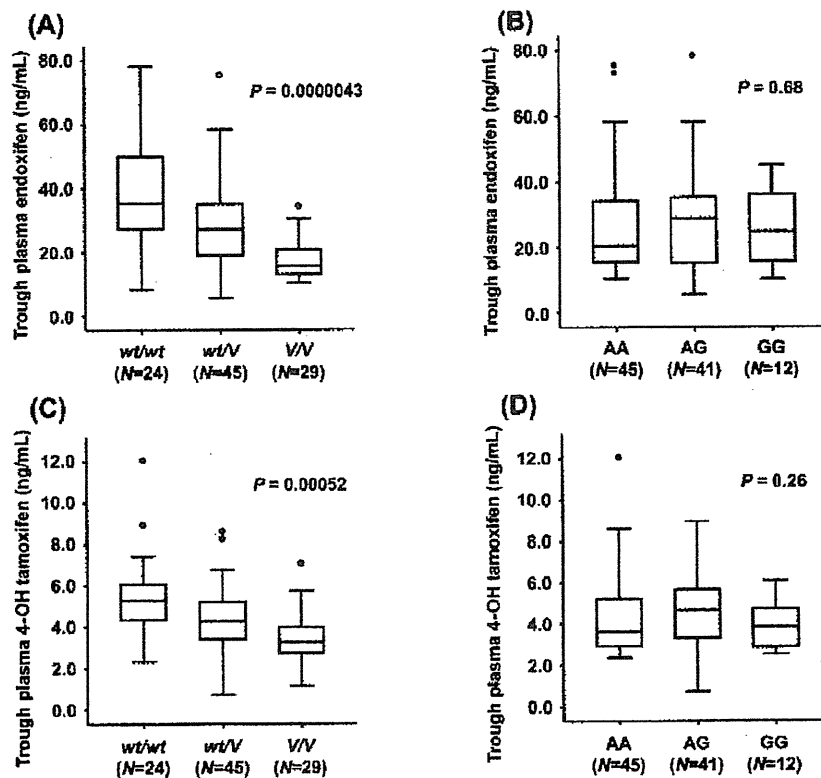 (A)
Trough plasma endoxifen (ng/mL)
80.0
60.0
40.0
20.0
0.0
P = 0.0000043
wt/wt wt/V V/V
(N=24) (N=45) (N=29)
(B)
Trough plasma endoxifen (ng/mL)
80.0
60.0
40.0
20.0
0.0
P = 0.68
AA AG GG
(N=45) (N=41) (N=12)
(C)
Trough plasma 4-OH tamoxifen (ng/mL)
12.0
10.0
8.0
6.0
4.0
2.0
0.0
P = 0.00052
wt/wt wt/V V/V
(N=24) (N=45) (N=29)
(D)
Trough plasma 4-OH tamoxifen (ng/mL)
12.0
10.0
8.0
6.0
4.0
2.0
0.0
P = 0.26
AA AG GG
(N=45) (N=41) (N=12)